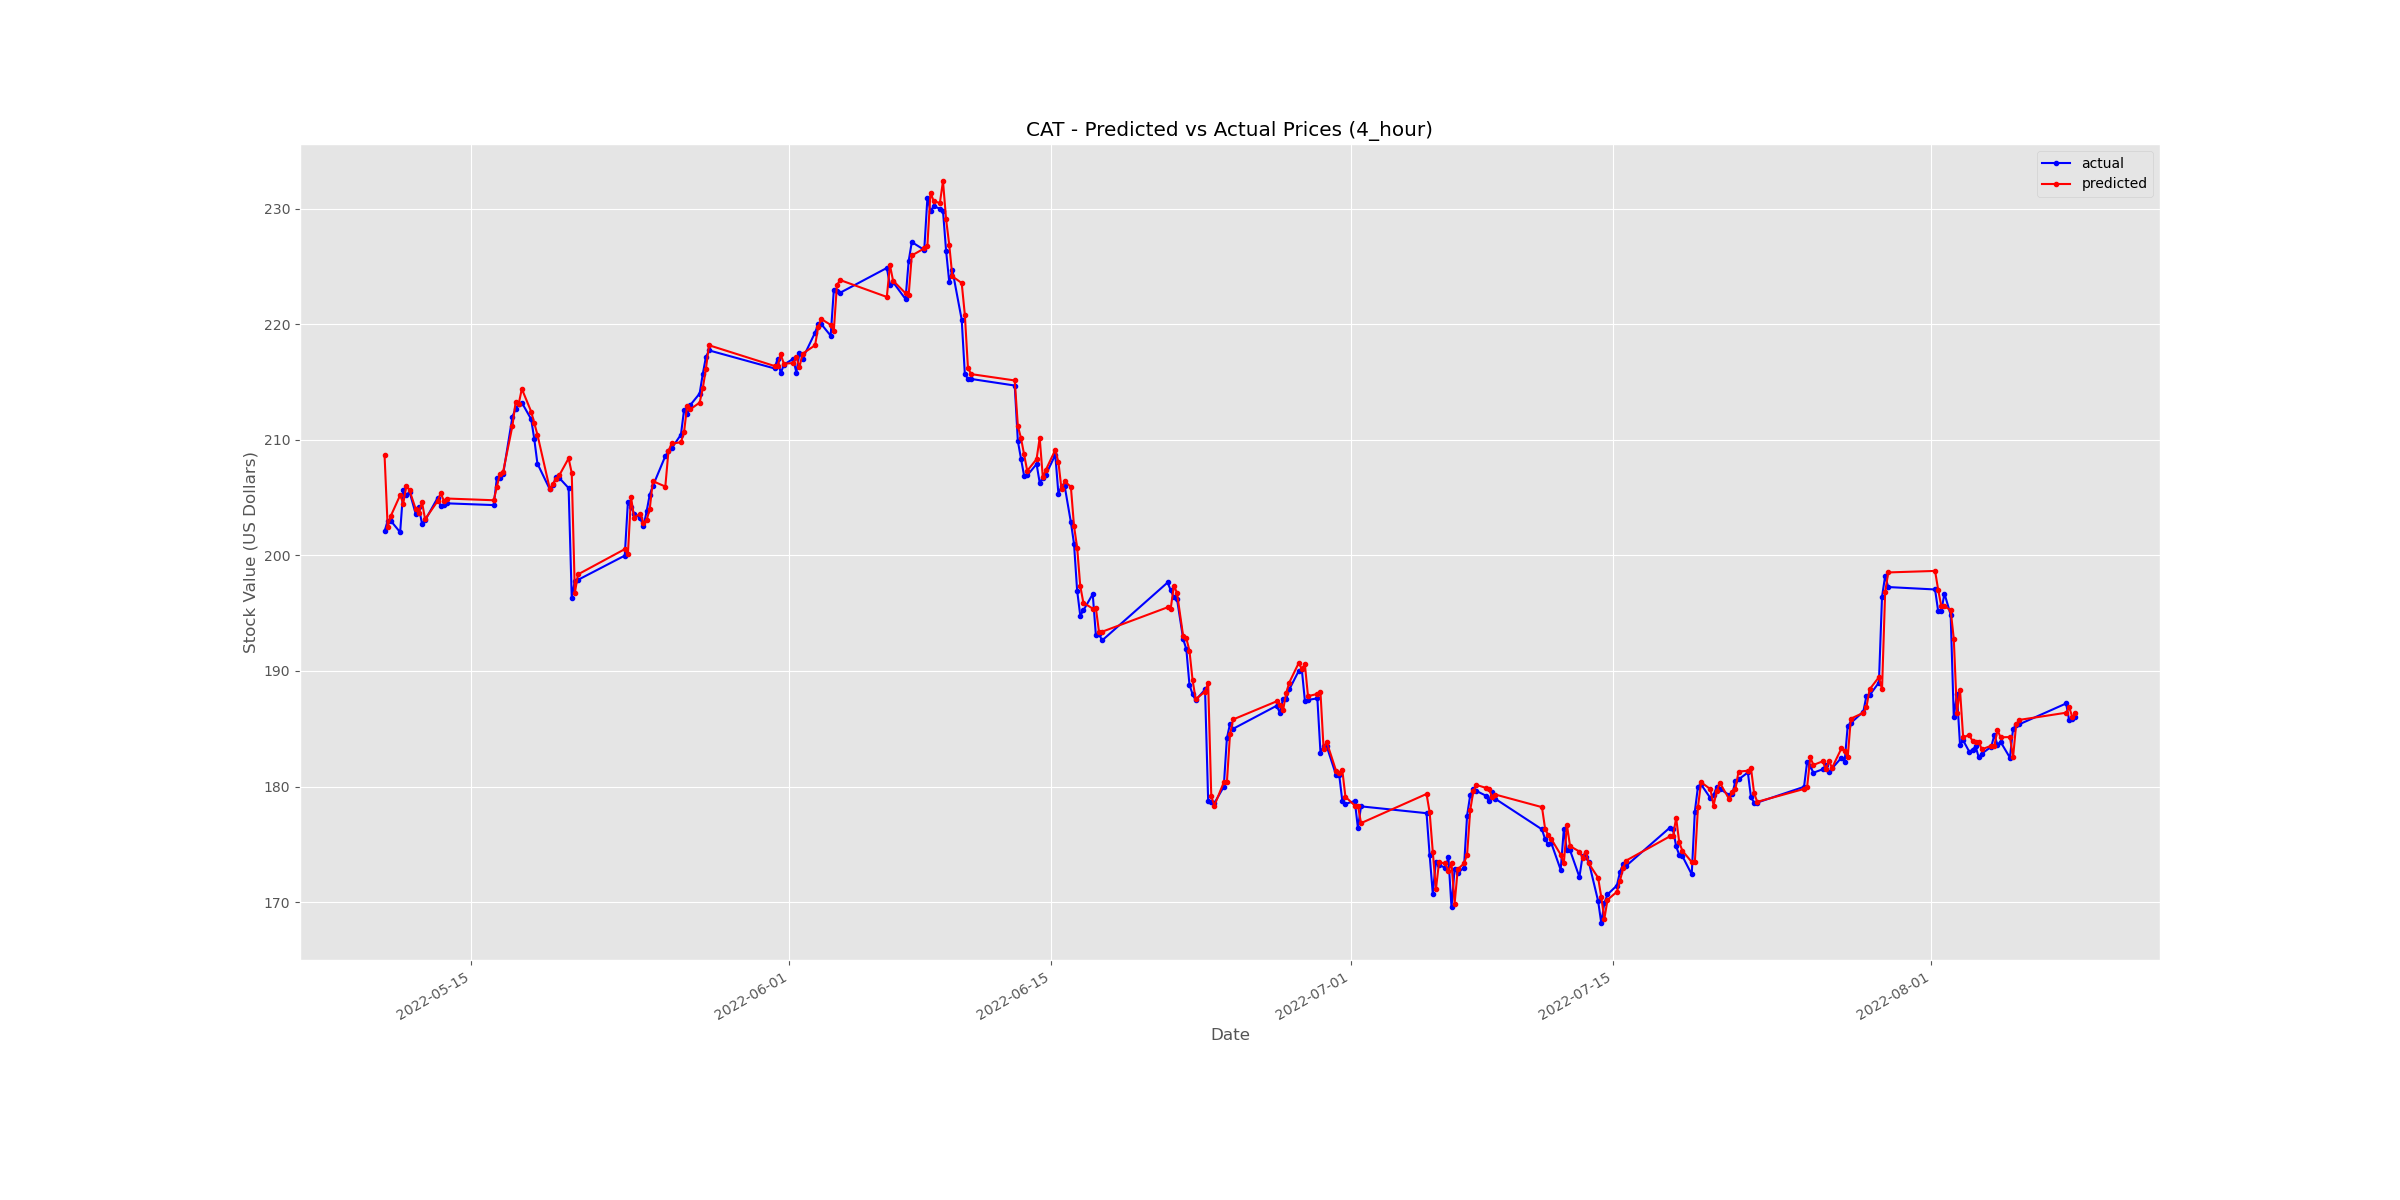 CAT - Predicted vs Actual Prices (4_hour)
actual
predicted
230
220
210
200
190
180
170
Stock Value (US Dollars)
2022-05-15
2022-06-01
2022-06-15
2022-07-01
2022-07-15
2022-08-01
Date